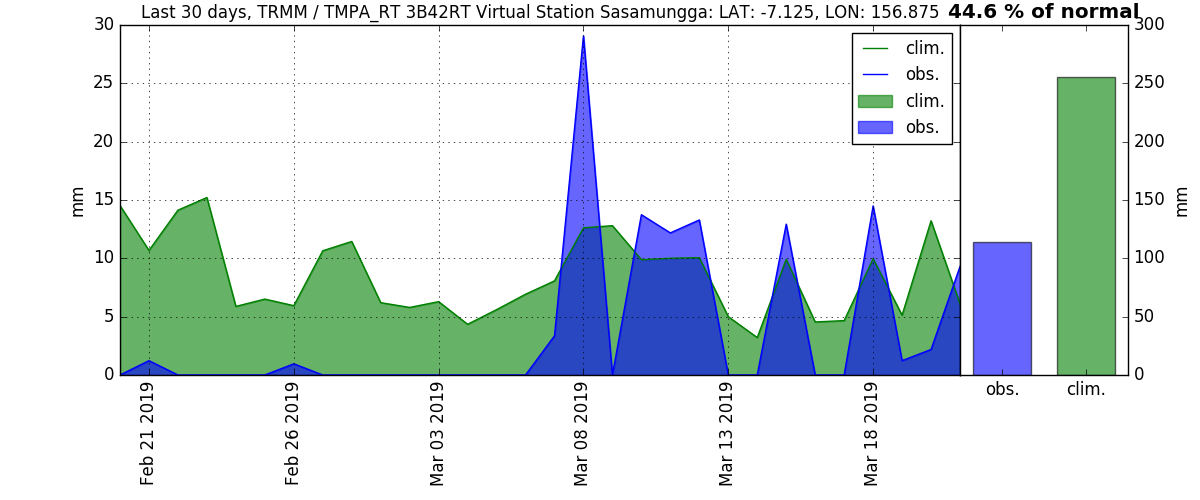 Last 30 days, TRMM / TMPA_RT 3B42RT Virtual Station Sasamungga: LAT: -7.125, LON: 156.875 44.6 % of normal
30
25
20
15
10
5
0
mm
clim.
obs.
clim.
obs.
300
250
200
150
100
50
0
mm
Feb 21 2019
Feb 26 2019
Mar 03 2019
Mar 08 2019
Mar 13 2019
Mar 18 2019
obs. clim.